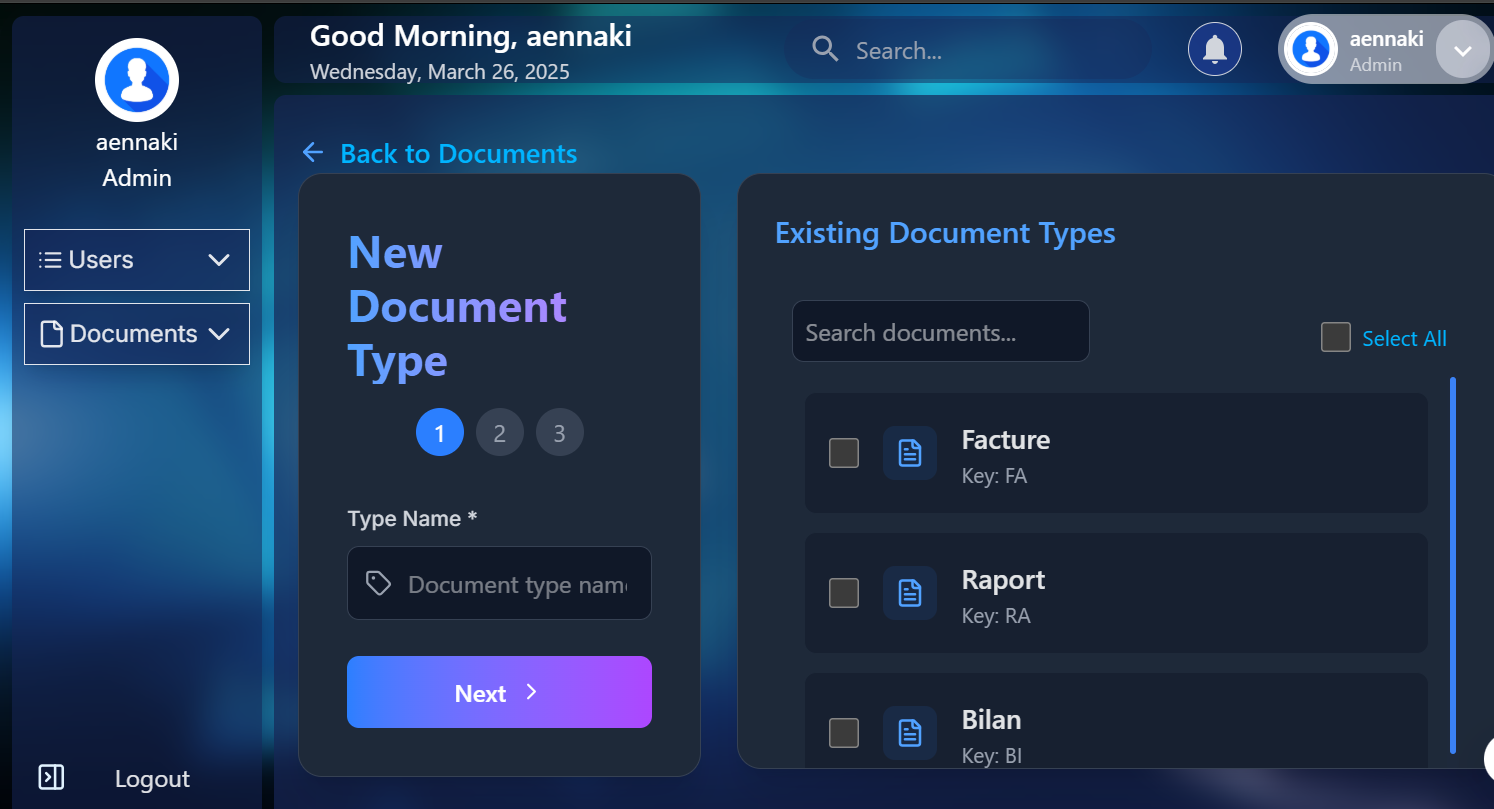 aennaki
Admin
Users
Documents
Logout
Good Morning, aennaki
Wednesday, March 26, 2025
Search...
aennaki
Admin
Back to Documents
New
Document
Type
1 2 3
Type Name *
Document type name
Next
Existing Document Types
Search documents...
Select All
Facture
Key: FA
Raport
Key: RA
Bilan
Key: BI